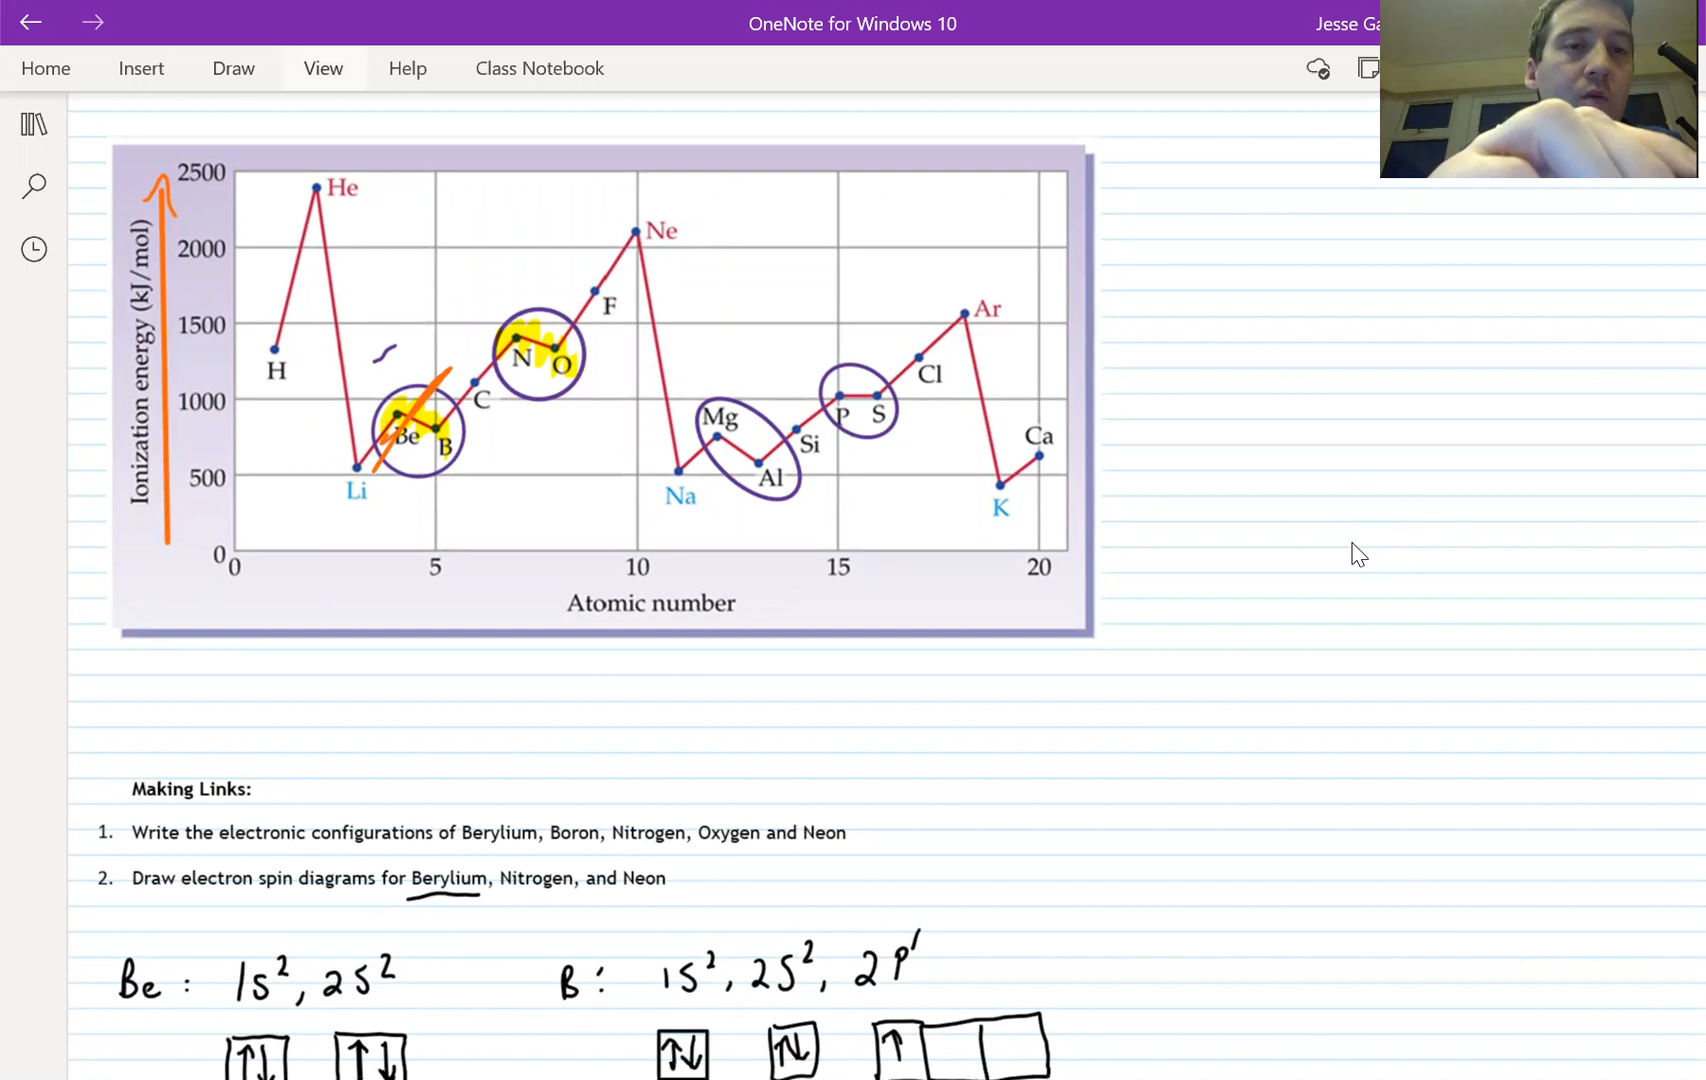 OneNote for Windows 10
Jesse Ga
Home Insert Draw View Help Class Notebook
2500
He
2000
Ne
1500
F
Ar
H
N
O
Cl
1000
C
Be
B
Mg
P
S
Si
Ca
500
Li
Na
Al
K
0
0 5 10 15 20
Ionization energy (kJ/mol)
Atomic number
Making Links:
1. Write the electronic configurations of Berylium, Boron, Nitrogen, Oxygen and Neon
2. Draw electron spin diagrams for Berylium, Nitrogen, and Neon
Be : 1s², 2s²
B : 1s², 2s², 2p¹